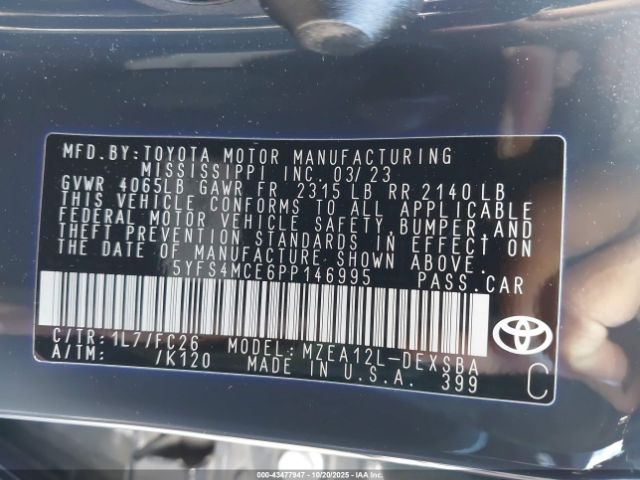 MFD.BY:TOYOTA MOTOR MANUFACTURING
MISSISSIPPI INC. 03/23
GVWR 4065LB GAWR FR 2315 LB RR 2140 LB
THIS VEHICLE CONFORMS TO ALL APPLICABLE
FEDERAL MOTOR VEHICLE SAFETY, BUMPER, AND
THEFT PREVENTION STANDARDS IN EFFECT ON
THE DATE OF MANUFACTURE SHOWN ABOVE.
5YFS4MCE6PP146995 PASS.CAR
C/TR: 1L7/FC26 MODEL: MZEA12L-DEXSBA
A/TM: /K120 MADE IN U.S.A. 399
C
000-43477947 - 10/20/2025 - IAAI.COM